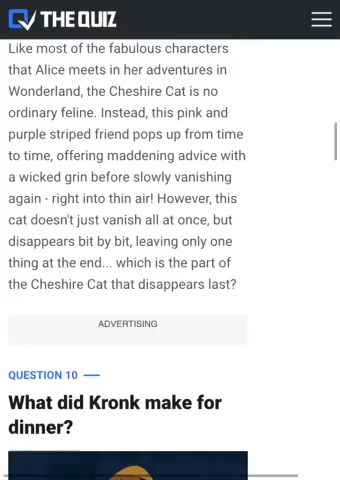 THE QUIZ
Like most of the fabulous characters
that Alice meets in her adventures in
Wonderland, the Cheshire Cat is no
ordinary feline. Instead, this pink and
purple striped friend pops up from time
to time, offering maddening advice with
a wicked grin before slowly vanishing
again - right into thin air! However, this
cat doesn't just vanish all at once, but
disappears bit by bit, leaving only one
thing at the end... which is the part of
the Cheshire Cat that disappears last?
ADVERTISING
QUESTION 10
What did Kronk make for
dinner?